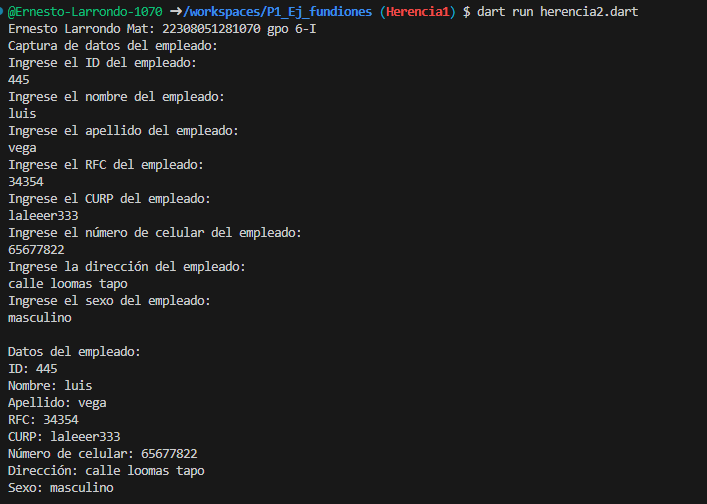 @Ernesto-Larrondo-1070 ➜/workspaces/P1_Ej_fundiones (Herencia1) $ dart run herencia2.dart
Ernesto Larrondo Mat: 22308051281070 gpo 6-I
Captura de datos del empleado:
Ingrese el ID del empleado:
445
Ingrese el nombre del empleado:
luis
Ingrese el apellido del empleado:
vega
Ingrese el RFC del empleado:
34354
Ingrese el CURP del empleado:
laleeer333
Ingrese el número de celular del empleado:
65677822
Ingrese la dirección del empleado:
calle loomas tapo
Ingrese el sexo del empleado:
masculino
Datos del empleado:
ID: 445
Nombre: luis
Apellido: vega
RFC: 34354
CURP: laleeer333
Número de celular: 65677822
Dirección: calle loomas tapo
Sexo: masculino